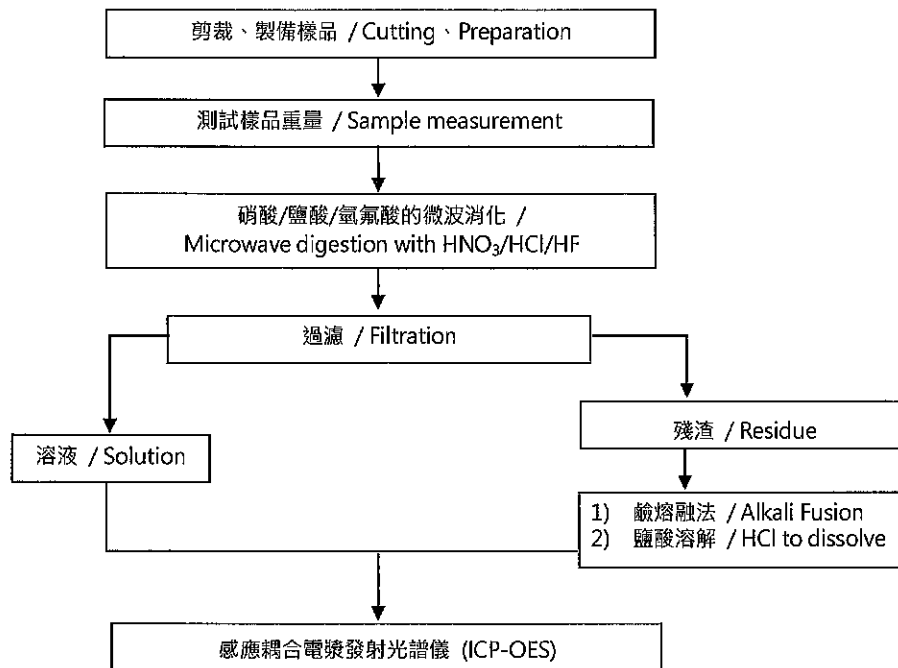 剪裁、製備樣品 / Cutting、Preparation
測試樣品重量 / Sample measurement
硝酸/鹽酸/氫氟酸的微波消化 /
Microwave digestion with HNO₃/HCl/HF
過濾 / Filtration
溶液 / Solution
殘渣 / Residue
1) 鹼熔融法 / Alkali Fusion
2) 鹽酸溶解 / HCl to dissolve
感應耦合電漿發射光譜儀 (ICP-OES)